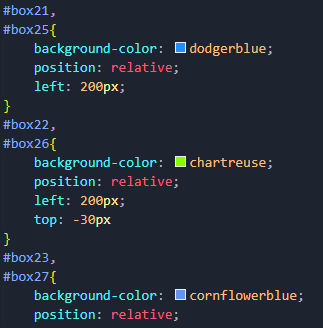 #box21,
#box25{
background-color: dodgerblue;
position: relative;
left: 200px;
}
#box22,
#box26{
background-color: chartreuse;
position: relative;
left: 200px;
top: -30px
}
#box23,
#box27{
background-color: cornflowerblue;
position: relative;